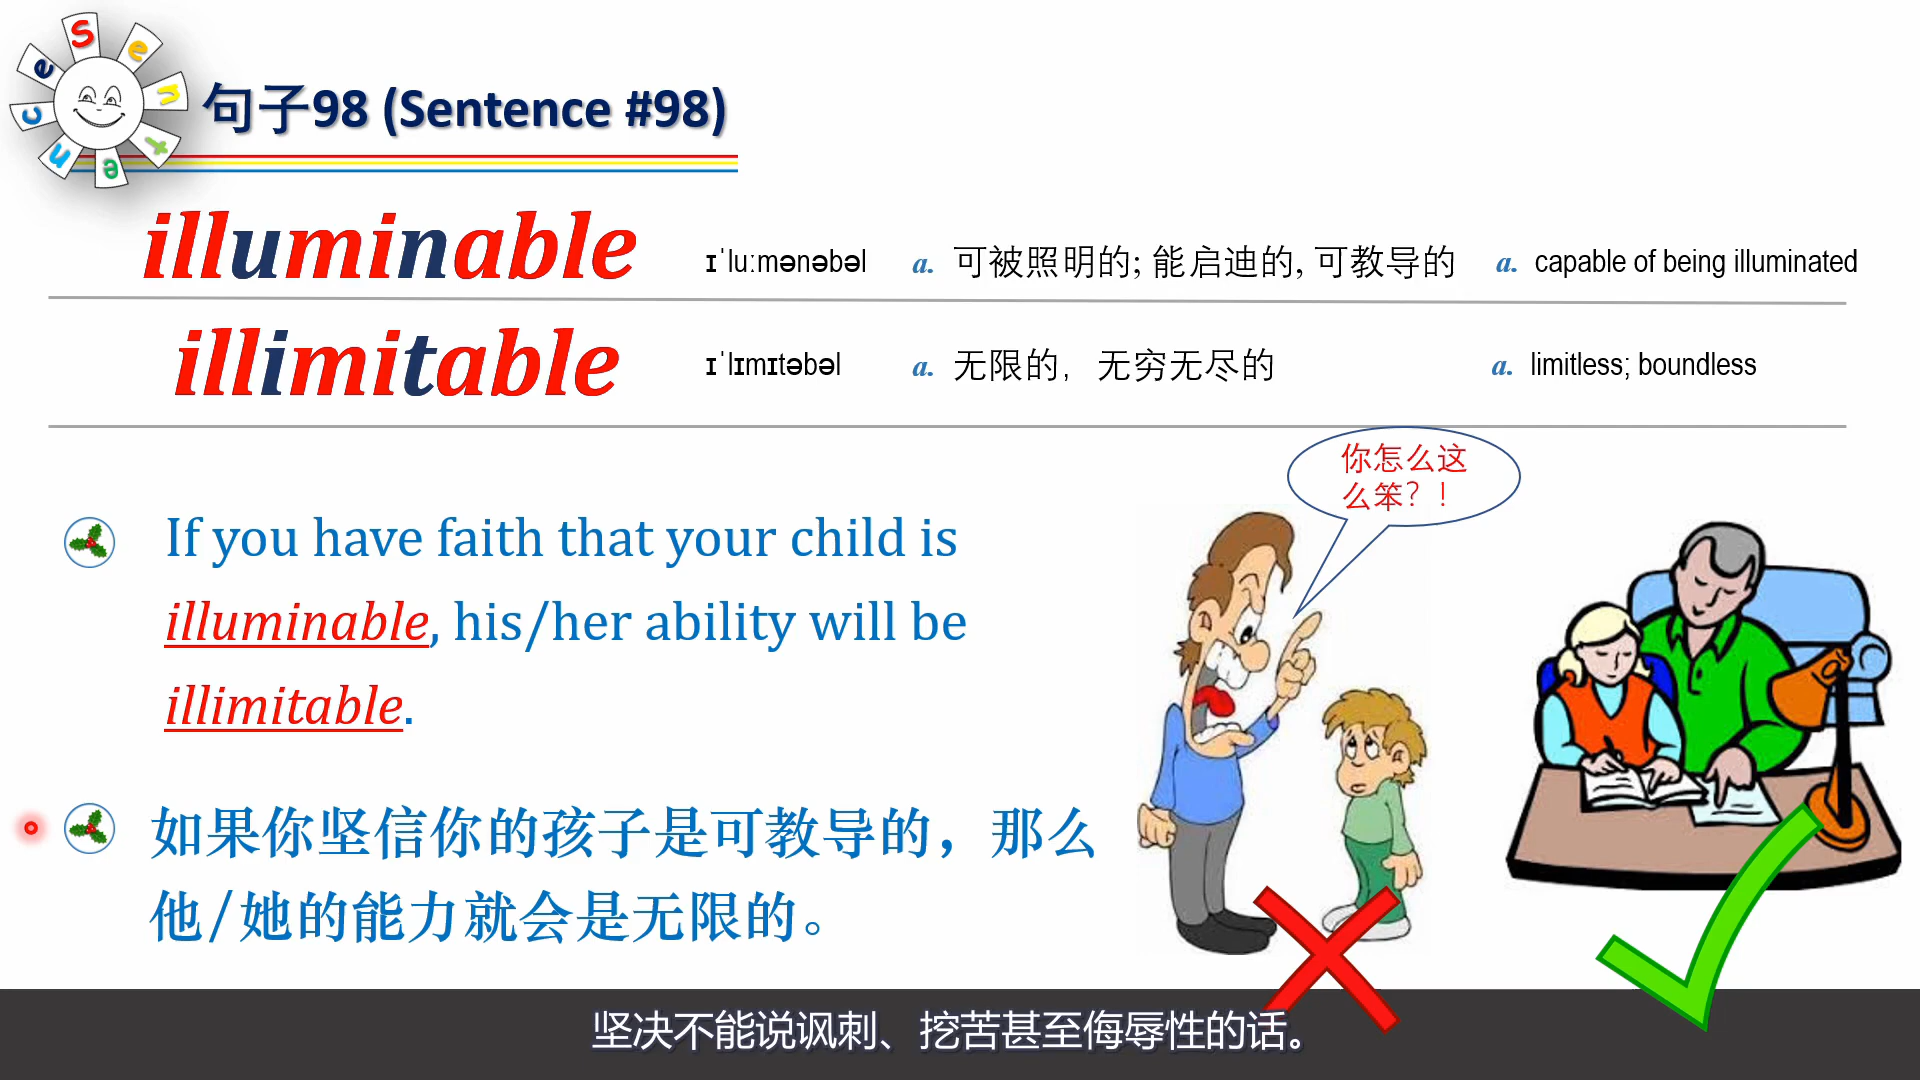 Sentence
句子98 (Sentence #98)
illuminable ɪˈluːmənəbəl a. 可被照明的; 能启迪的, 可教导的 a. capable of being illuminated
illimitable ɪˈlɪmɪtəbəl a. 无限的, 无穷无尽的 a. limitless; boundless
你怎么这
么笨?!
If you have faith that your child is
illuminable, his/her ability will be
illimitable.
如果你坚信你的孩子是可教导的，那么
他/她的能力就会是无限的。
坚决不能说讽刺、挖苦甚至侮辱性的话。